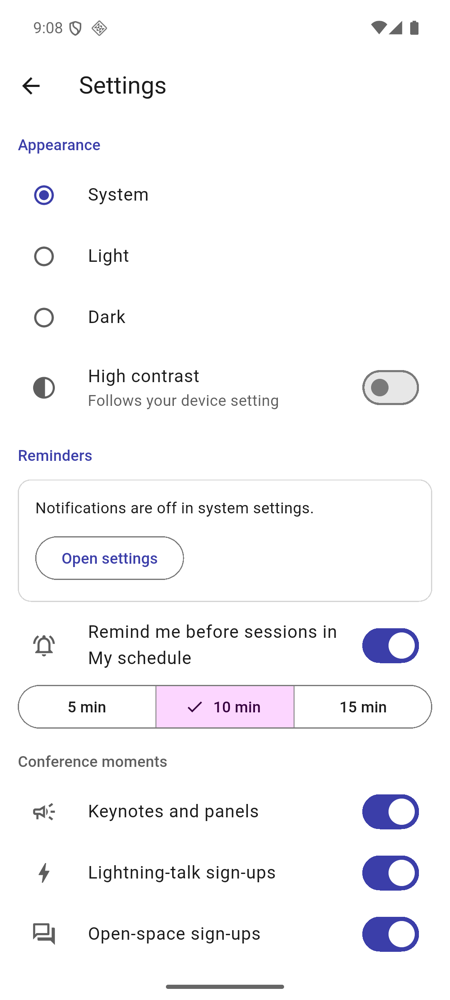 9:08
Settings
Appearance
System
Light
Dark
High contrast
Follows your device setting
Reminders
Notifications are off in system settings.
Open settings
Remind me before sessions in
My schedule
5 min 10 min 15 min
Conference moments
Keynotes and panels
Lightning-talk sign-ups
Open-space sign-ups